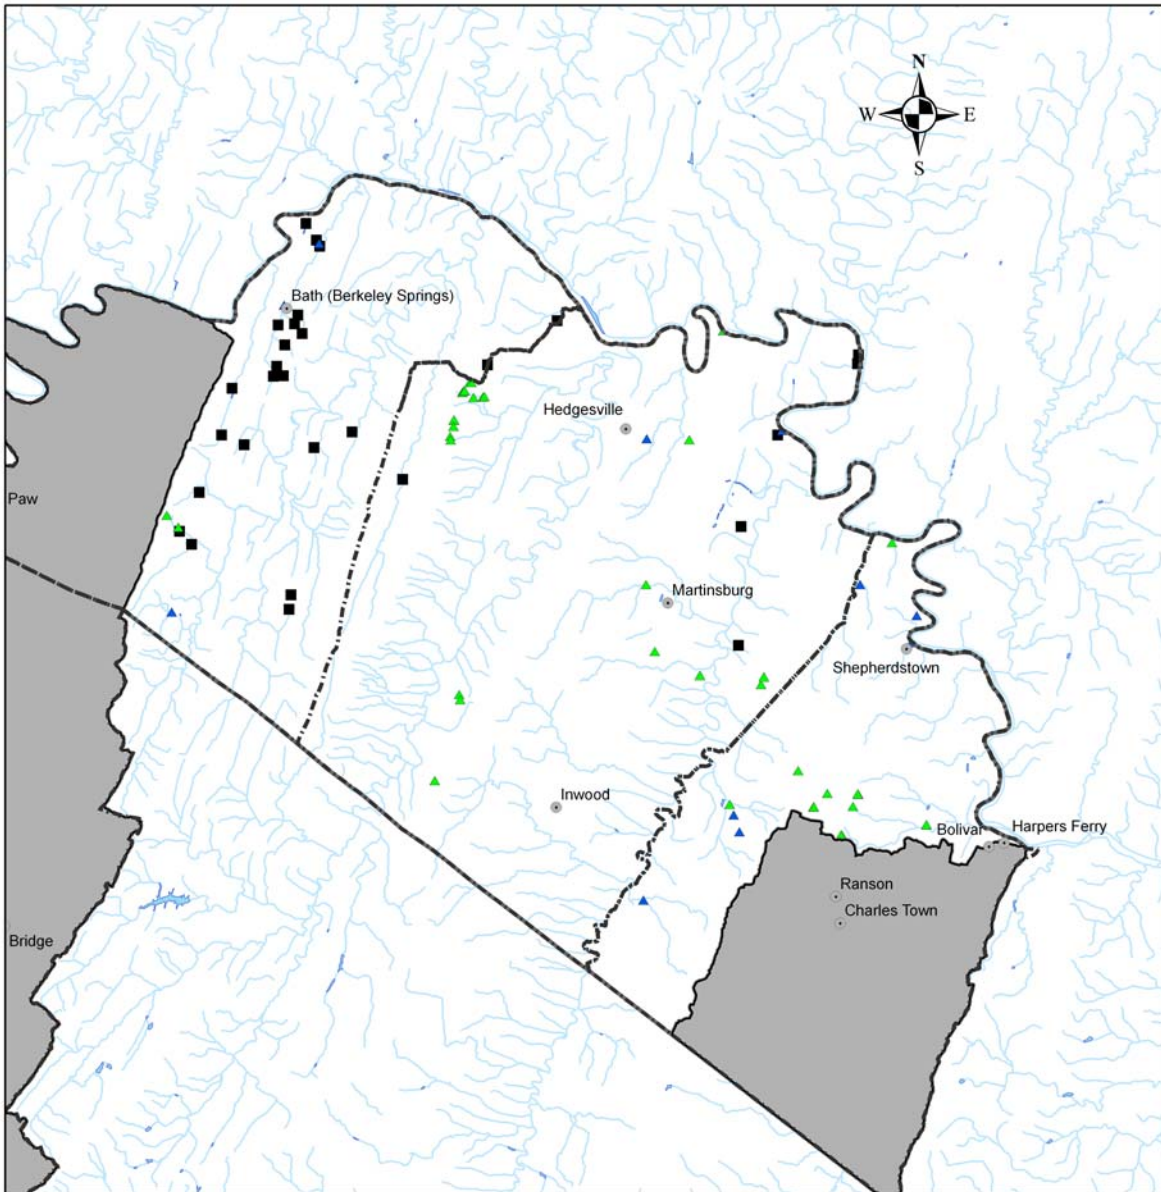 N
W E
S
Bath (Berkeley Springs)
Hedgesville
Paw
Martinsburg
Shepherdstown
Inwood
Bolivar
Harpers Ferry
Ranson
Charles Town
Bridge